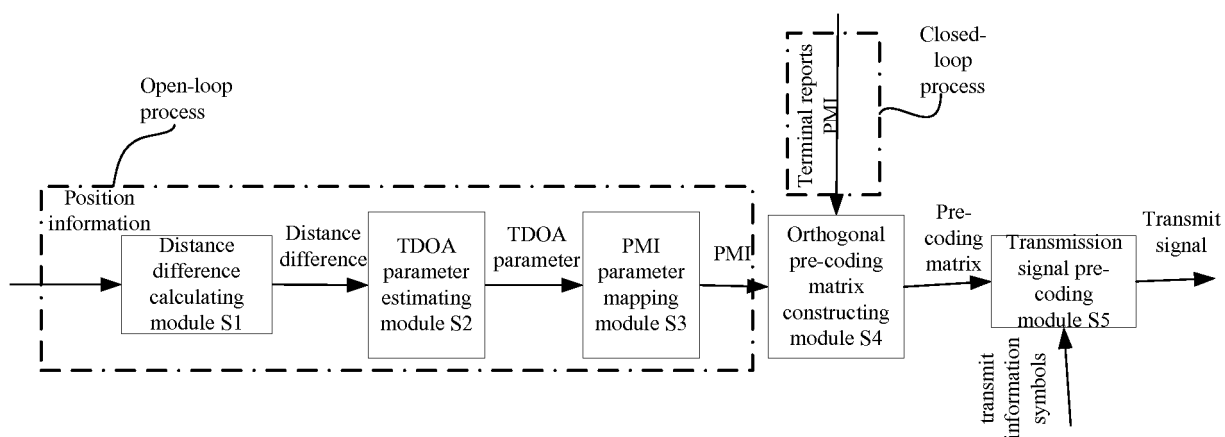 Open-loop
process
Closed-
loop
process
Terminal reports
PMI
Position
information
Distance
difference
calculating
module S1
Distance
difference
TDOA
parameter
estimating
module S2
TDOA
parameter
PMI
parameter
mapping
module S3
PMI
Orthogonal
pre-coding
matrix
constructing
module S4
Pre-
coding
matrix
Transmission
signal pre-
coding
module S5
Transmit
signal
transmit
information
symbols